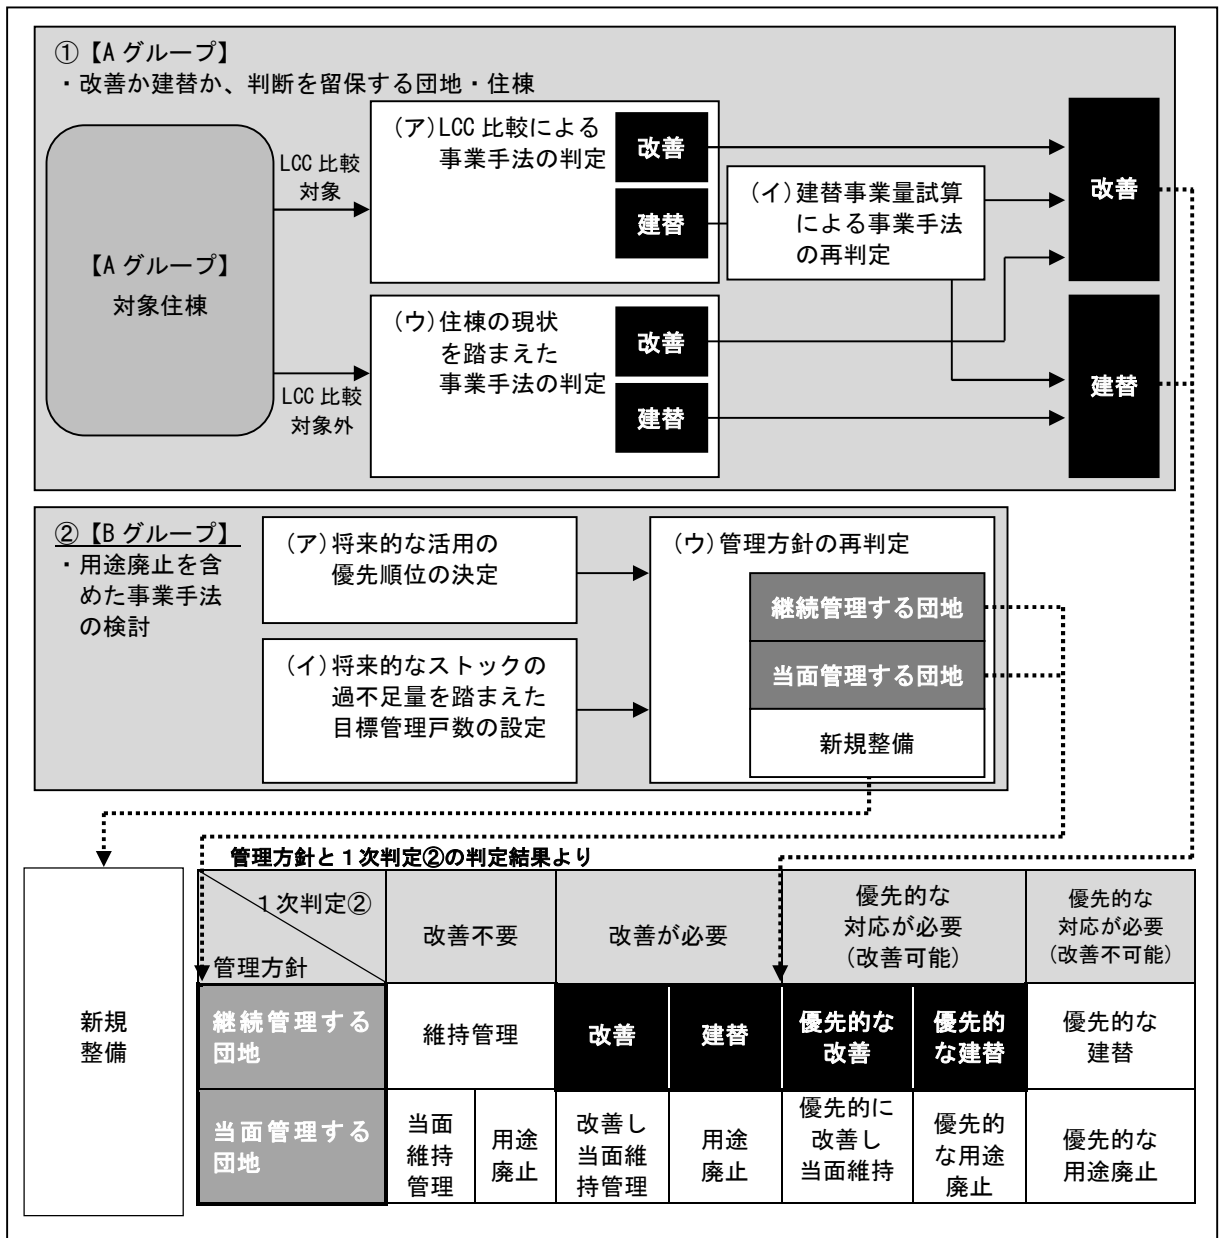 ①【Aグループ】
・改善か建替か、判断を留保する団地・住棟
【Aグループ】
対象住棟
LCC比較
対象
LCC比較
対象外
(ア)LCC比較による
事業手法の判定
改善
建替
(イ)建替事業量試算
による事業手法
の再判定
(ウ)住棟の現状
を踏まえた
事業手法の判定
改善
建替
改善
建替
②【Bグループ】
・用途廃止を含
めた事業手法
の検討
(ア)将来的な活用の
優先順位の決定
(イ)将来的なストックの
過不足量を踏まえた
目標管理戸数の設定
(ウ)管理方針の再判定
継続管理する団地
当面管理する団地
新規整備
管理方針と1次判定②の判定結果より
新規
整備
1次判定②
管理方針
改善不要
改善が必要
優先的な
対応が必要
(改善可能)
優先的な
対応が必要
(改善不可能)
継続管理する
団地
維持管理
改善
建替
優先的な
改善
優先的
な建替
優先的な
建替
当面管理する
団地
当面
維持
管理
用途
廃止
改善し
当面維
持管理
用途
廃止
優先的に
改善し
当面維持
優先的
な用途
廃止
優先的な
用途廃止